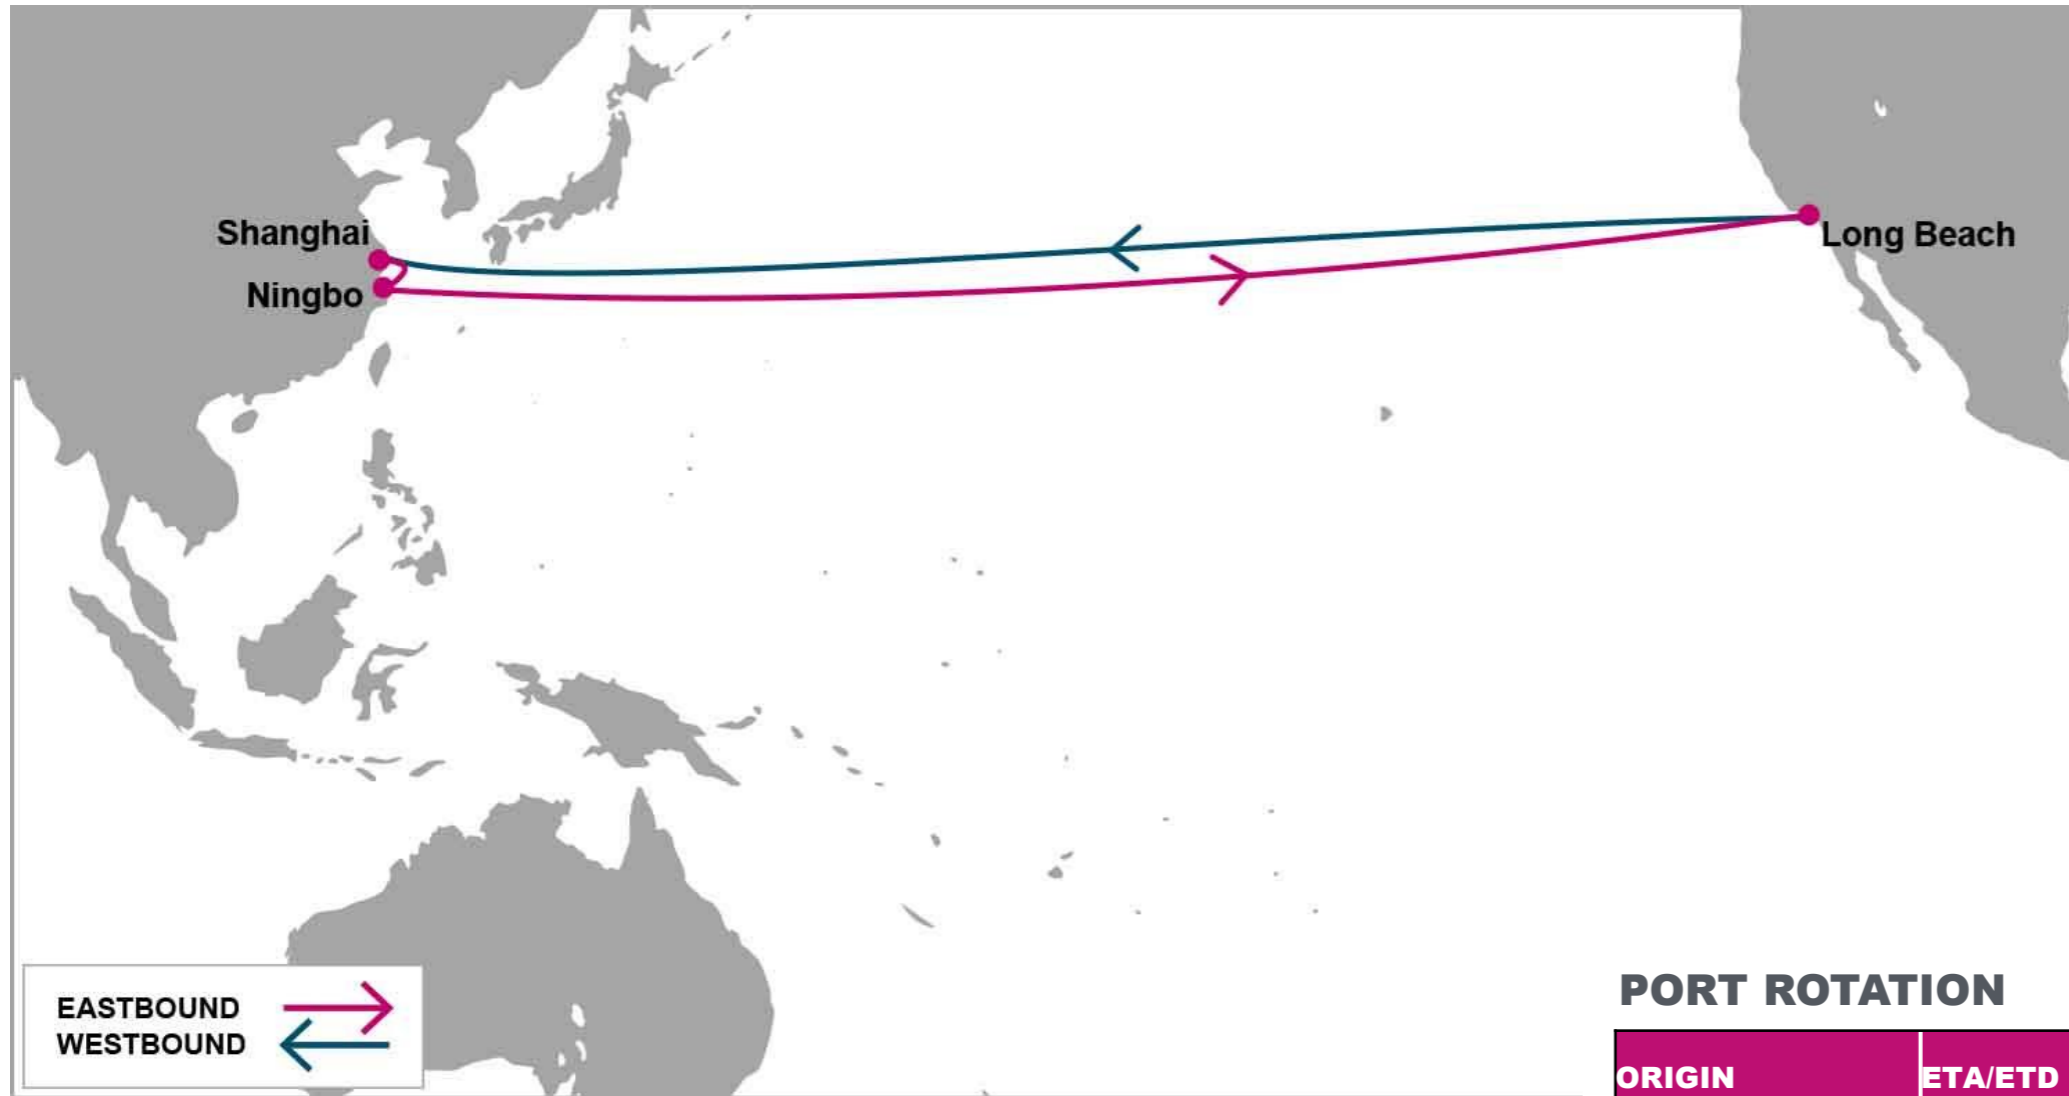 Shanghai
Ningbo
Long Beach
EASTBOUND
WESTBOUND
PORT ROTATION
ORIGIN ETA/ETD